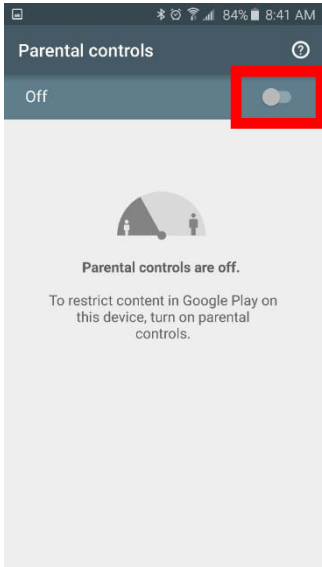 84% 8:41 AM
Parental controls ?
Off
Parental controls are off.
To restrict content in Google Play on
this device, turn on parental
controls.